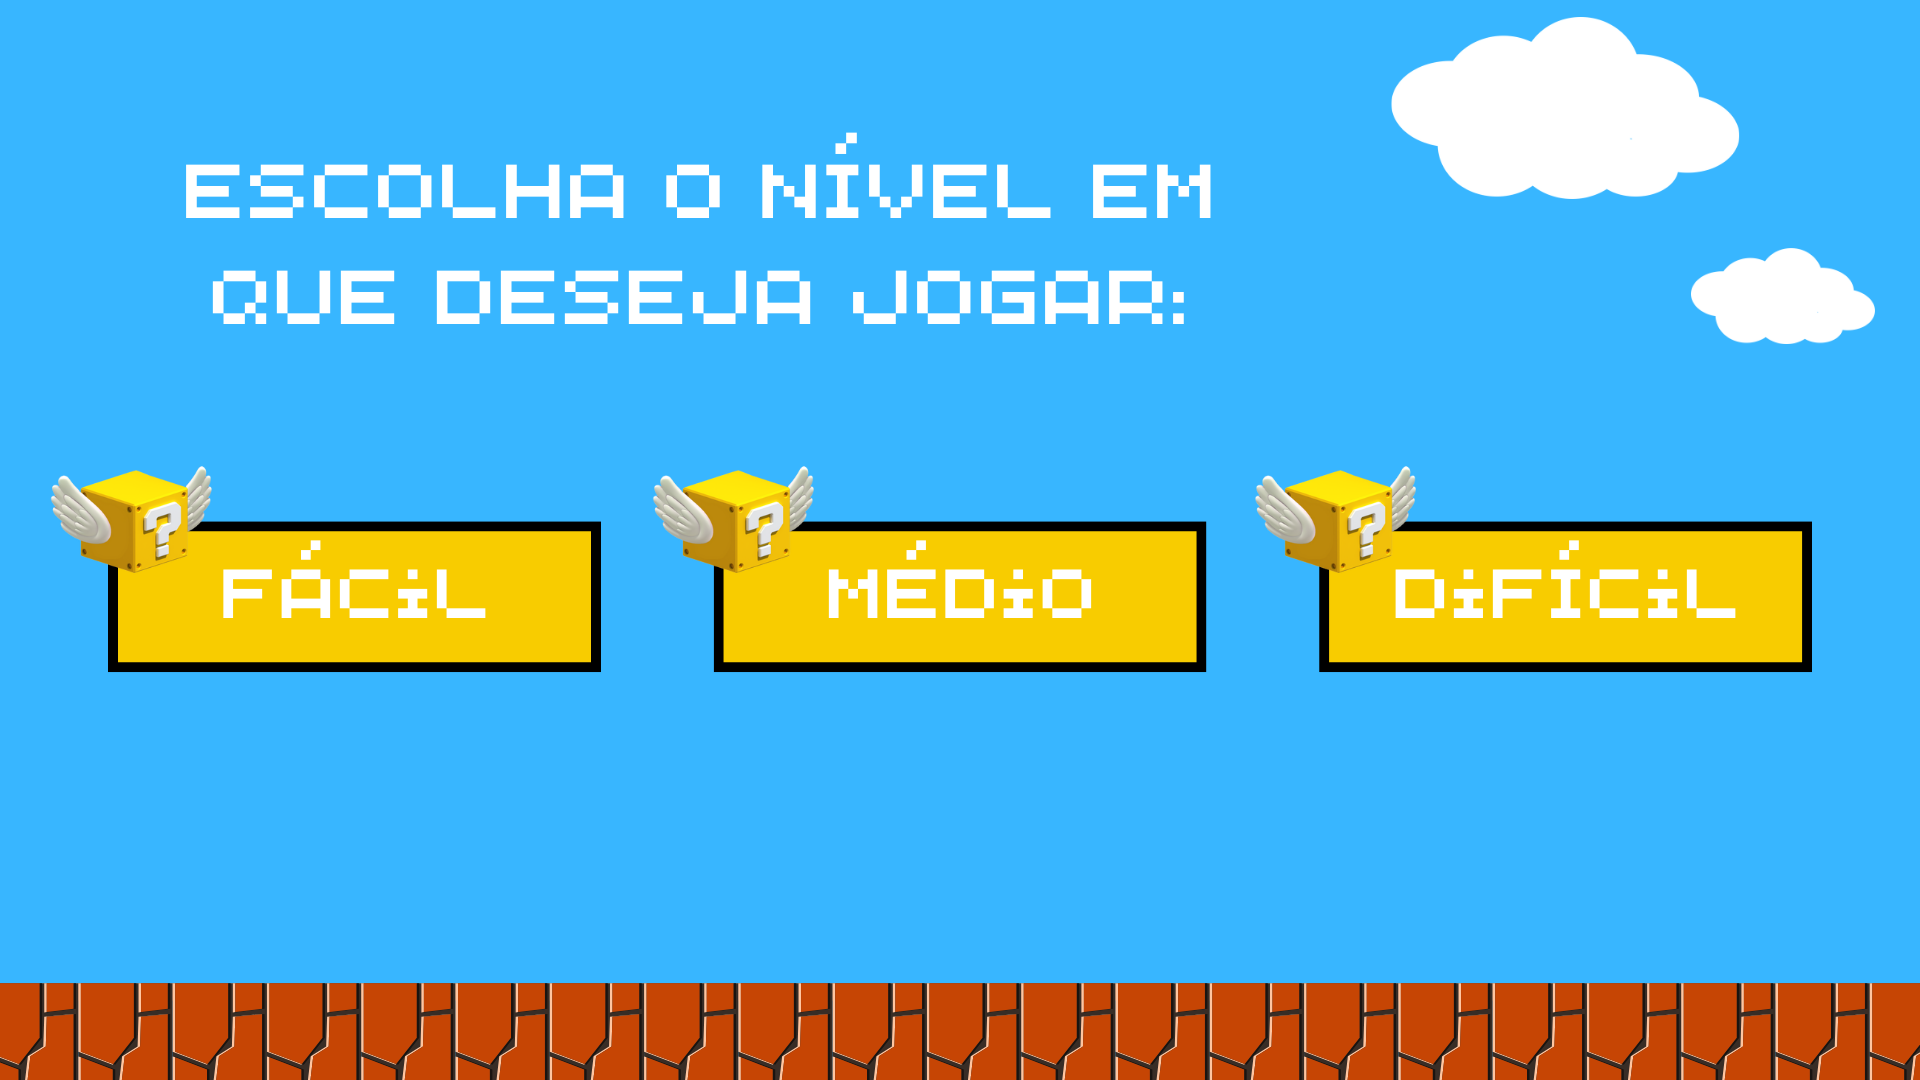 ESCOLHA O NÍVEL EM
QUE DESEJA JOGAR:
? ? ?
FÁCiL MÉDiO DiFÍCiL